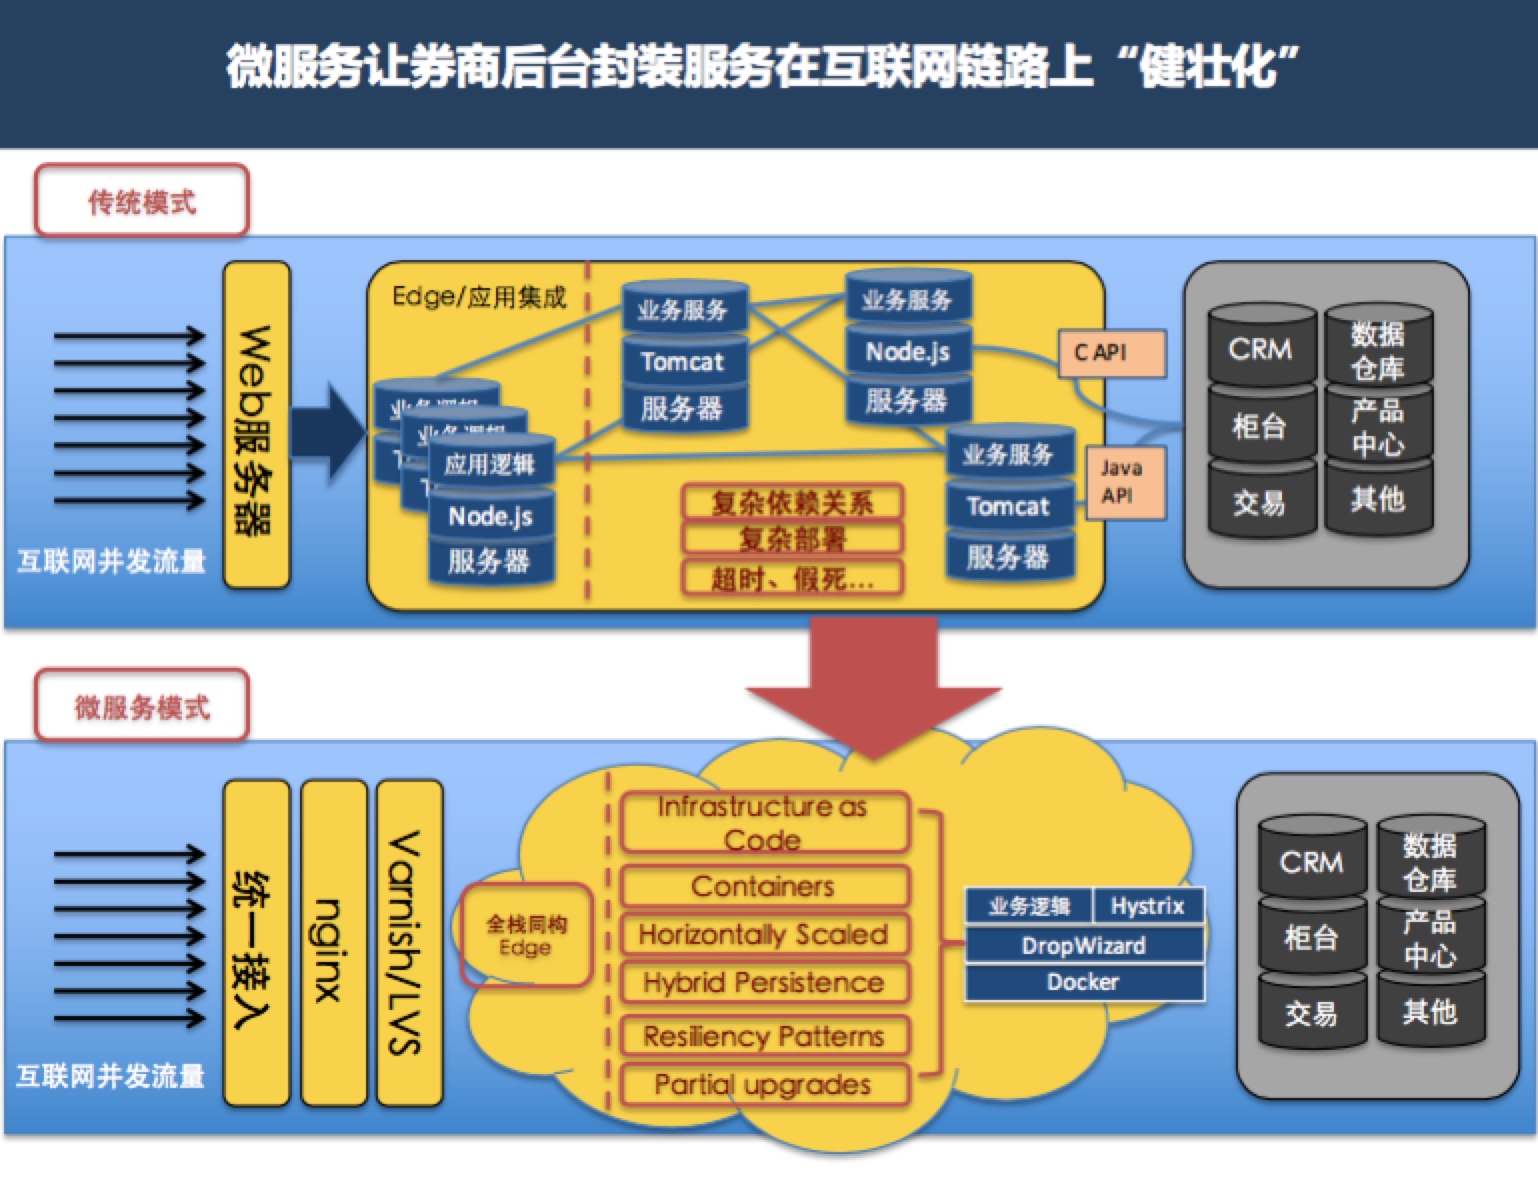 微服务让券商后台封装服务在互联网链路上“健壮化”
传统模式
互联网并发流量
Web服务器
Edge/应用集成
业务逻辑
业务逻辑
应用逻辑
Node.js
服务器
业务服务
Tomcat
服务器
业务服务
Node.js
服务器
业务服务
Tomcat
服务器
复杂依赖关系
复杂部署
超时、假死...
C API
Java
API
CRM
柜台
交易
数据
仓库
产品
中心
其他
微服务模式
互联网并发流量
统一接入
nginx
Varnish/LVS
全栈同构
Edge
Infrastructure as
Code
Containers
Horizontally Scaled
Hybrid Persistence
Resiliency Patterns
Partial upgrades
业务逻辑
Hystrix
DropWizard
Docker
CRM
柜台
交易
数据
仓库
产品
中心
其他